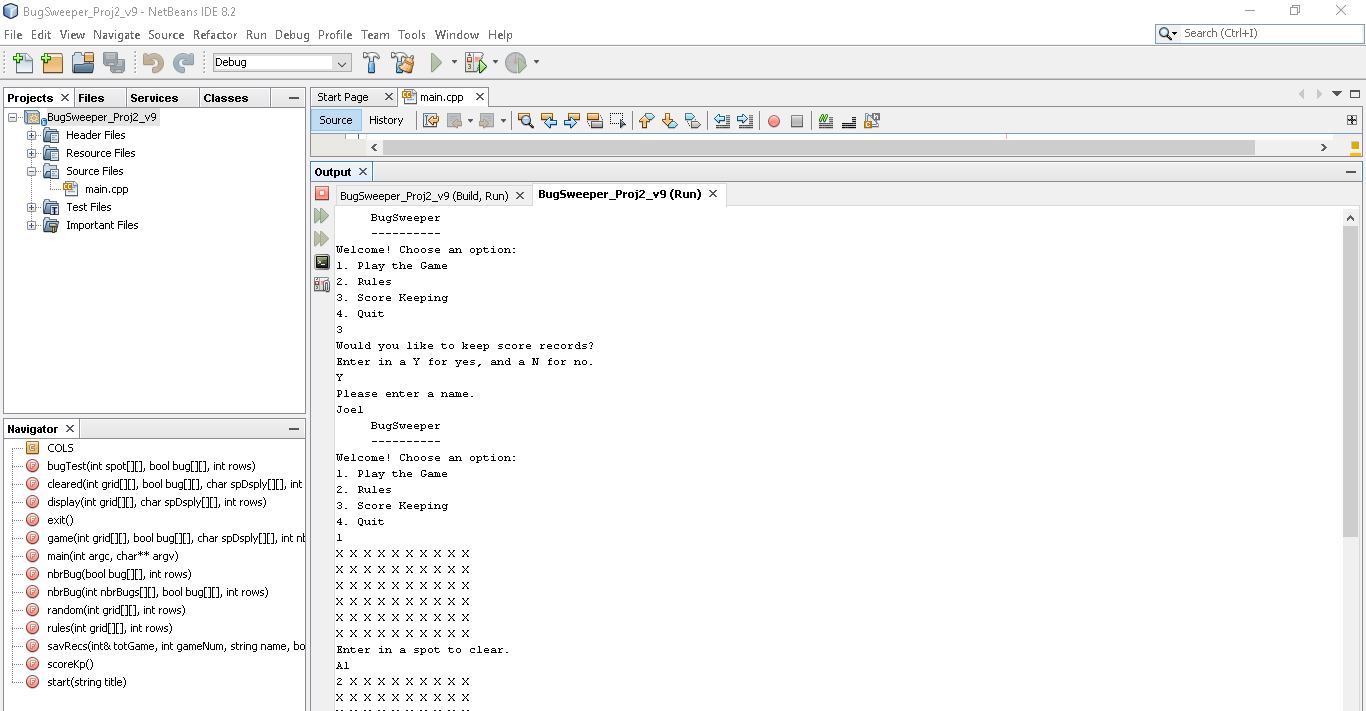 BugSweeper_Proj2_v9 - NetBeans IDE 8.2
File Edit View Navigate Source Refactor Run Debug Profile Team Tools Window Help
Search (Ctrl+I)
Debug
Projects Files Services Classes
BugSweeper_Proj2_v9
Header Files
Resource Files
Source Files
main.cpp
Test Files
Important Files
Navigator
COLS
bugTest(int spot[][], bool bug[][], int rows)
cleared(int grid[][], bool bug[][], char spDsply[][], int
display(int grid[][], char spDsply[][], int rows)
exit()
game(int grid[][], bool bug[][], char spDsply[][], int nb
main(int argc, char** argv)
nbrBug(bool bug[][], int rows)
nbrBug(int nbrBugs[][], bool bug[][], int rows)
random(int grid[][], int rows)
rules(int grid[][], int rows)
savRecs(int& totGame, int gameNum, string name, bo
scoreKp()
start(string title)
Start Page main.cpp
Source History
Output
BugSweeper_Proj2_v9 (Build, Run) BugSweeper_Proj2_v9 (Run)
BugSweeper
----------
Welcome! Choose an option:
1. Play the Game
2. Rules
3. Score Keeping
4. Quit
3
Would you like to keep score records?
Enter in a Y for yes, and a N for no.
Y
Please enter a name.
Joel
BugSweeper
----------
Welcome! Choose an option:
1. Play the Game
2. Rules
3. Score Keeping
4. Quit
1
X X X X X X X X X X
X X X X X X X X X X
X X X X X X X X X X
X X X X X X X X X X
X X X X X X X X X X
X X X X X X X X X X
Enter in a spot to clear.
A1
2 X X X X X X X X X
X X X X X X X X X X